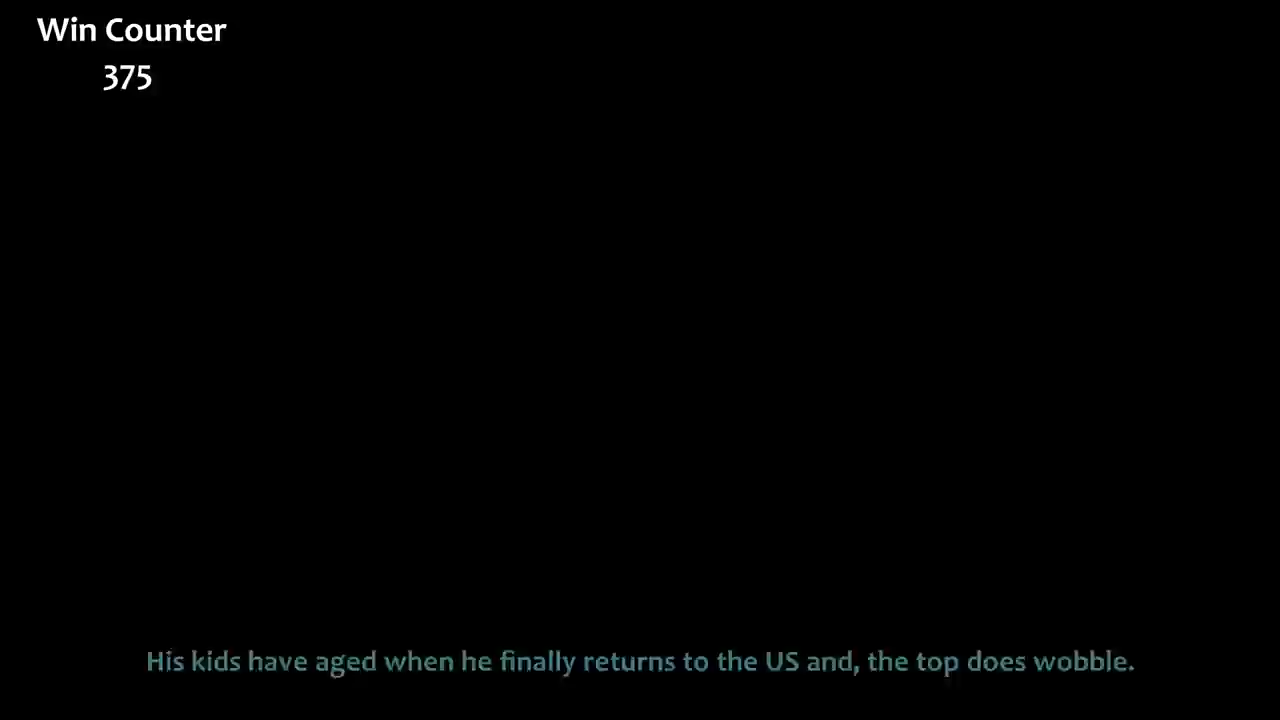 Win Counter
375
His kids have aged when he finally returns to the US and, the top does wobble.